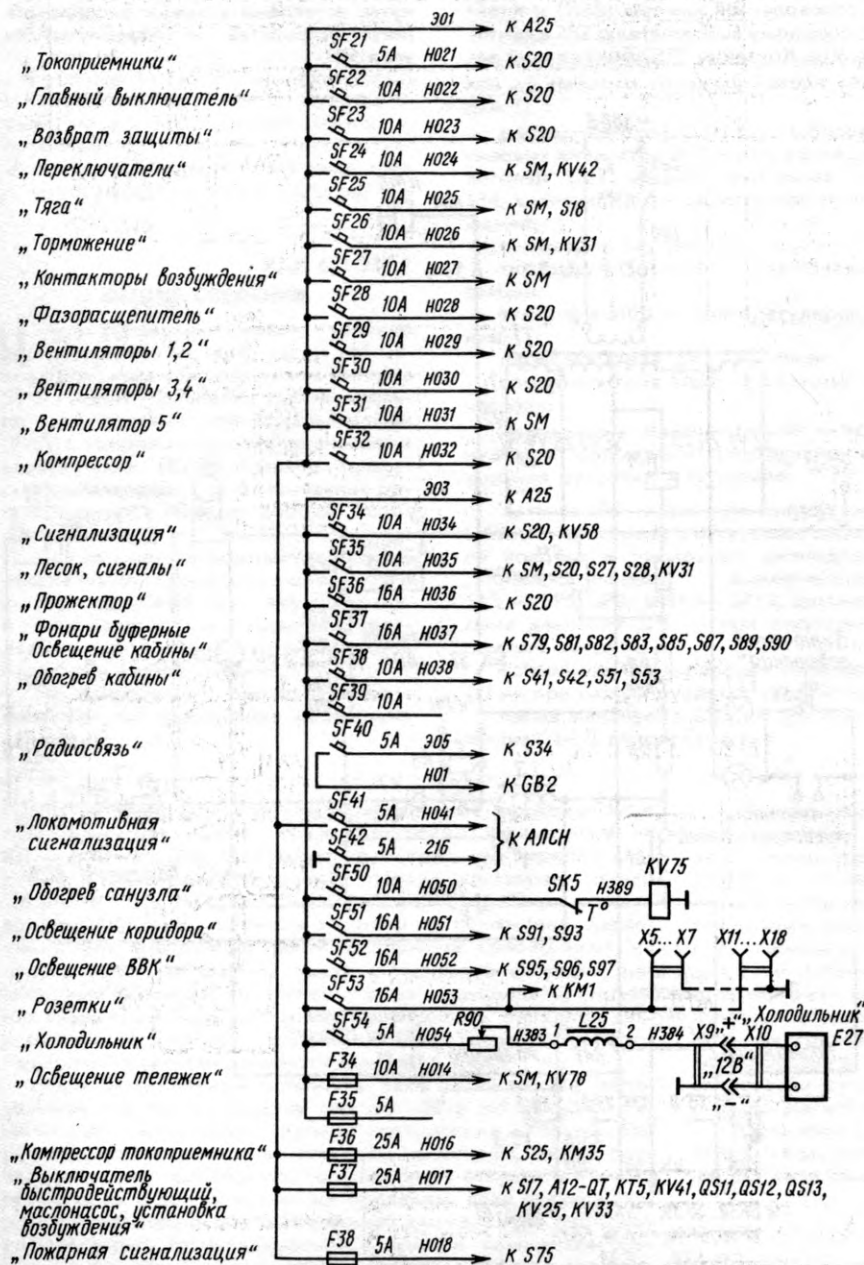 Э01 к А25
„Токоприемники“ SF21 5А Н021 к S20
„Главный выключатель“ SF22 10А Н022 к S20
„Возврат защиты“ SF23 10А Н023 к S20
„Переключатели“ SF24 10А Н024 к SM, KV42
„Тяга“ SF25 10А Н025 к SM, S18
„Торможение“ SF26 10А Н026 к SM, KV31
„Контакторы возбуждения“ SF27 10А Н027 к SM
„Фазорасщепитель“ SF28 10А Н028 к S20
„Вентиляторы 1,2“ SF29 10А Н029 к S20
„Вентиляторы 3,4“ SF30 10А Н030 к S20
„Вентилятор 5“ SF31 10А Н031 к SM
„Компрессор“ SF32 10А Н032 к S20
Э03 к А25
„Сигнализация“ SF34 10А Н034 к S20, KV58
„Песок, сигналы“ SF35 10А Н035 к SM, S20, S27, S28, KV31
„Прожектор“ SF36 16А Н036 к S20
„Фонари буферные
Освещение кабины“ SF37 16А Н037 к S79, S81, S82, S83, S85, S87, S89, S90
„Обогрев кабины“ SF38 10А Н038 к S41, S42, S51, S53
SF39 10А
„Радиосвязь“ SF40 5А Э05 к S34
Н01 к GB2
„Локомотивная
сигнализация“ SF41 5А Н041
SF42 5А 216 } к АЛСН
„Обогрев санузла“ SF50 10А Н050 SK5 T° Н389 KV75
„Освещение коридора“ SF51 16А Н051 к S91, S93 X5... X7 X11... X18
„Освещение ВВК“ SF52 16А Н052 к S95, S96, S97
к КМ1
„Розетки“ SF53 16А Н053
„Холодильник“
„Холодильник“ SF54 5А Н054 R90 Н383 1 L25 2 Н384 X9 „+“ X10 E27
„12В“
„−“
„Освещение тележек“ F34 10А Н014 к SM, KV78
F35 5А
„Компрессор токоприемника“ F36 25А Н016 к S25, KM35
„Выключатель
быстродействующий,
маслонасос, установка
возбуждения“ F37 25А Н017 к S17, А12-QT, КТ5, KV41, QS11, QS12, QS13,
KV25, KV33
„Пожарная сигнализация“ F38 5А Н018 к S75